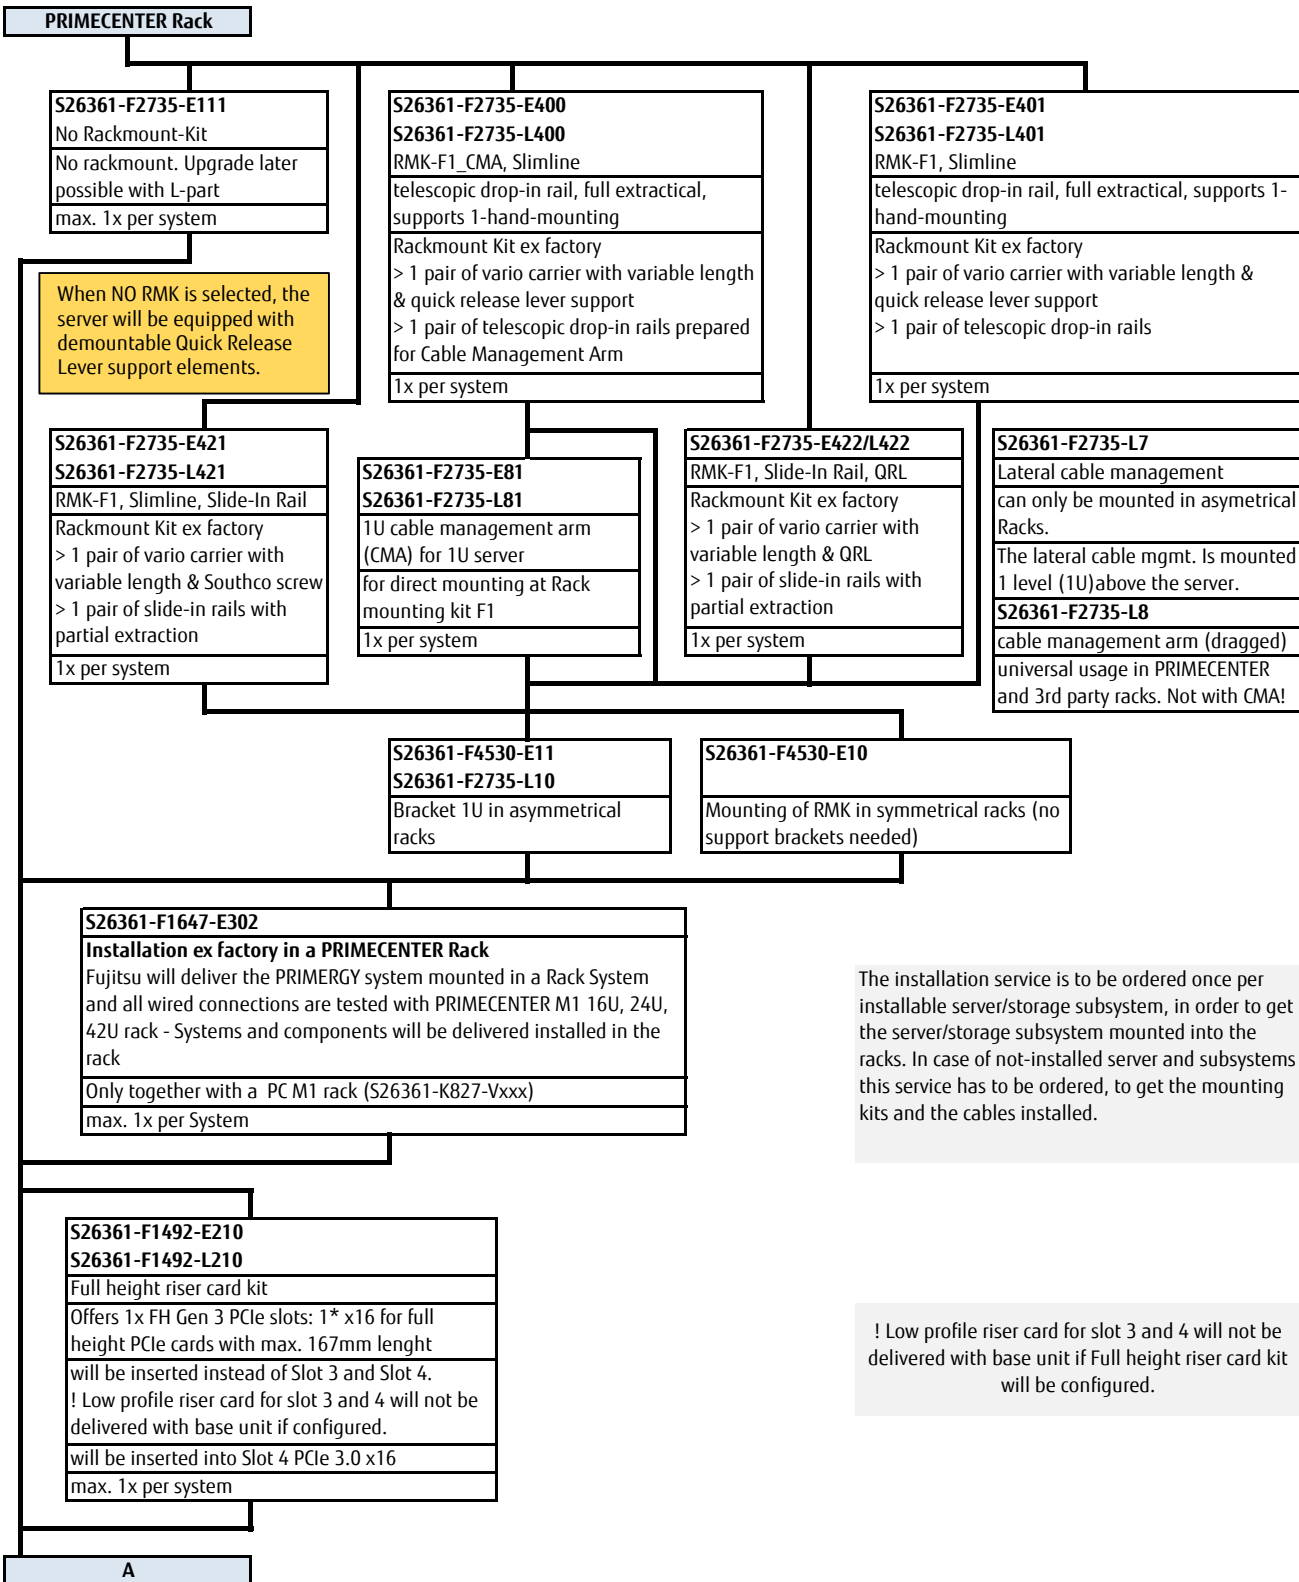 PRIMECENTER Rack
S26361-F2735-E111
No Rackmount-Kit
No rackmount. Upgrade later
possible with L-part
max. 1x per system
S26361-F2735-E400
S26361-F2735-L400
RMK-F1_CMA, Slimline
telescopic drop-in rail, full extractical,
supports 1-hand-mounting
Rackmount Kit ex factory
> 1 pair of vario carrier with variable length
& quick release lever support
> 1 pair of telescopic drop-in rails prepared
for Cable Management Arm
1x per system
S26361-F2735-E401
S26361-F2735-L401
RMK-F1, Slimline
telescopic drop-in rail, full extractical, supports 1-
hand-mounting
Rackmount Kit ex factory
> 1 pair of vario carrier with variable length &
quick release lever support
> 1 pair of telescopic drop-in rails
1x per system
When NO RMK is selected, the
server will be equipped with
demountable Quick Release
Lever support elements.
S26361-F2735-E421
S26361-F2735-L421
RMK-F1, Slimline, Slide-In Rail
Rackmount Kit ex factory
> 1 pair of vario carrier with
variable length & Southco screw
> 1 pair of slide-in rails with
partial extraction
1x per system
S26361-F2735-E81
S26361-F2735-L81
1U cable management arm
(CMA) for 1U server
for direct mounting at Rack
mounting kit F1
1x per system
S26361-F2735-E422/L422
RMK-F1, Slide-In Rail, QRL
Rackmount Kit ex factory
> 1 pair of vario carrier with
variable length & QRL
> 1 pair of slide-in rails with
partial extraction
1x per system
S26361-F2735-L7
Lateral cable management
can only be mounted in asymetrical
Racks.
The lateral cable mgmt. Is mounted
1 level (1U)above the server.
S26361-F2735-L8
cable management arm (dragged)
universal usage in PRIMECENTER
and 3rd party racks. Not with CMA!
S26361-F4530-E11
S26361-F2735-L10
Bracket 1U in asymmetrical
racks
S26361-F4530-E10
Mounting of RMK in symmetrical racks (no
support brackets needed)
S26361-F1647-E302
Installation ex factory in a PRIMECENTER Rack
Fujitsu will deliver the PRIMERGY system mounted in a Rack System
and all wired connections are tested with PRIMECENTER M1 16U, 24U,
42U rack - Systems and components will be delivered installed in the
rack
Only together with a  PC M1 rack (S26361-K827-Vxxx)
max. 1x per System
The installation service is to be ordered once per
installable server/storage subsystem, in order to get
the server/storage subsystem mounted into the
racks. In case of not-installed server and subsystems
this service has to be ordered, to get the mounting
kits and the cables installed.
S26361-F1492-E210
S26361-F1492-L210
Full height riser card kit
Offers 1x FH Gen 3 PCIe slots: 1* x16 for full
height PCIe cards with max. 167mm lenght
will be inserted instead of Slot 3 and Slot 4.
! Low profile riser card for slot 3 and 4 will not be
delivered with base unit if configured.
will be inserted into Slot 4 PCIe 3.0 x16
max. 1x per system
! Low profile riser card for slot 3 and 4 will not be
delivered with base unit if Full height riser card kit
will be configured.
A